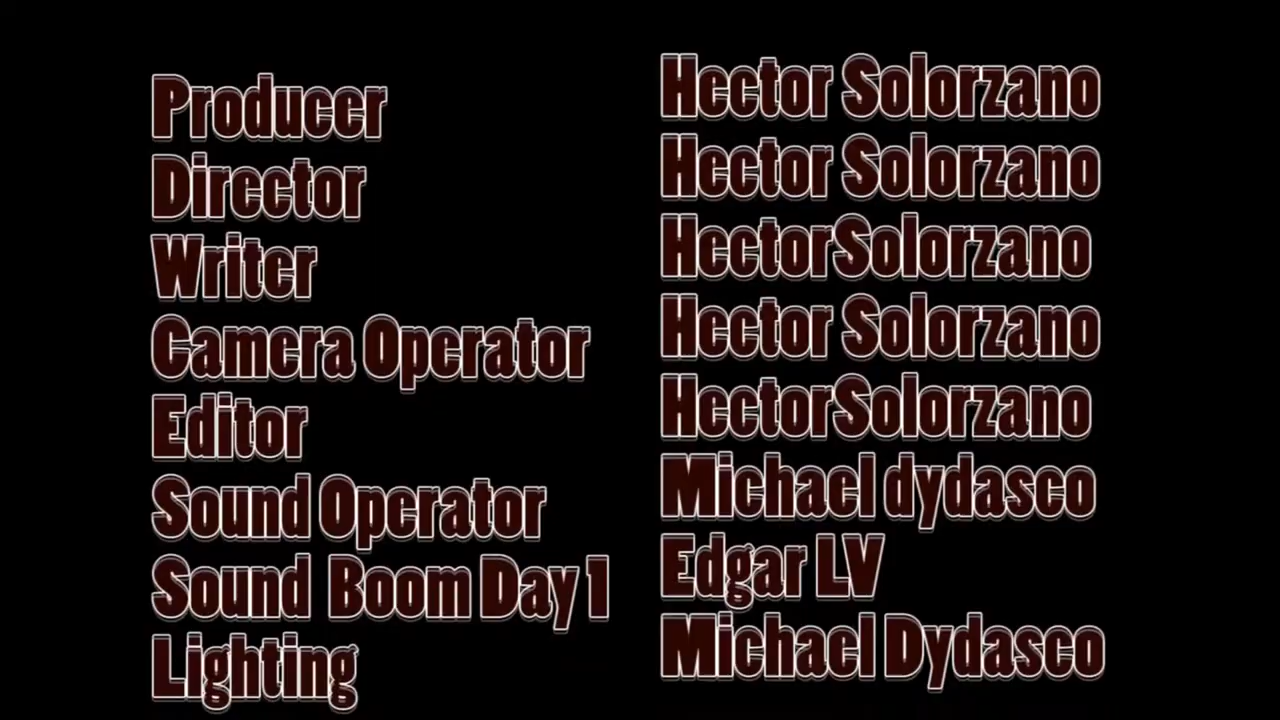 Producer Hector Solorzano
Director Hector Solorzano
Writer HectorSolorzano
Camera Operator Hector Solorzano
Editor HectorSolorzano
Sound Operator Michael dydasco
Sound Boom Day 1 Edgar LV
Lighting Michael Dydasco